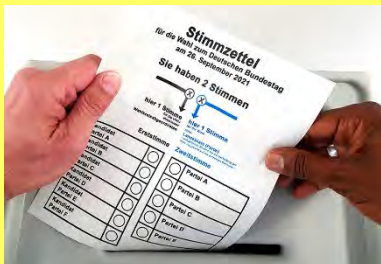 Stimmzettel
für die Wahl zum Deutschen Bundestag
am 26. September 2021
Sie haben 2 Stimmen
hier 1 Stimme
hier 1 Stimme
Erststimme
Zweitstimme
Kandidat
Partei A
Kandidat
Partei B
Kandidat
Partei C
Kandidat
Partei D
Kandidat
Partei E
Kandidat
Partei F
Partei A
Partei B
Partei C
Partei D